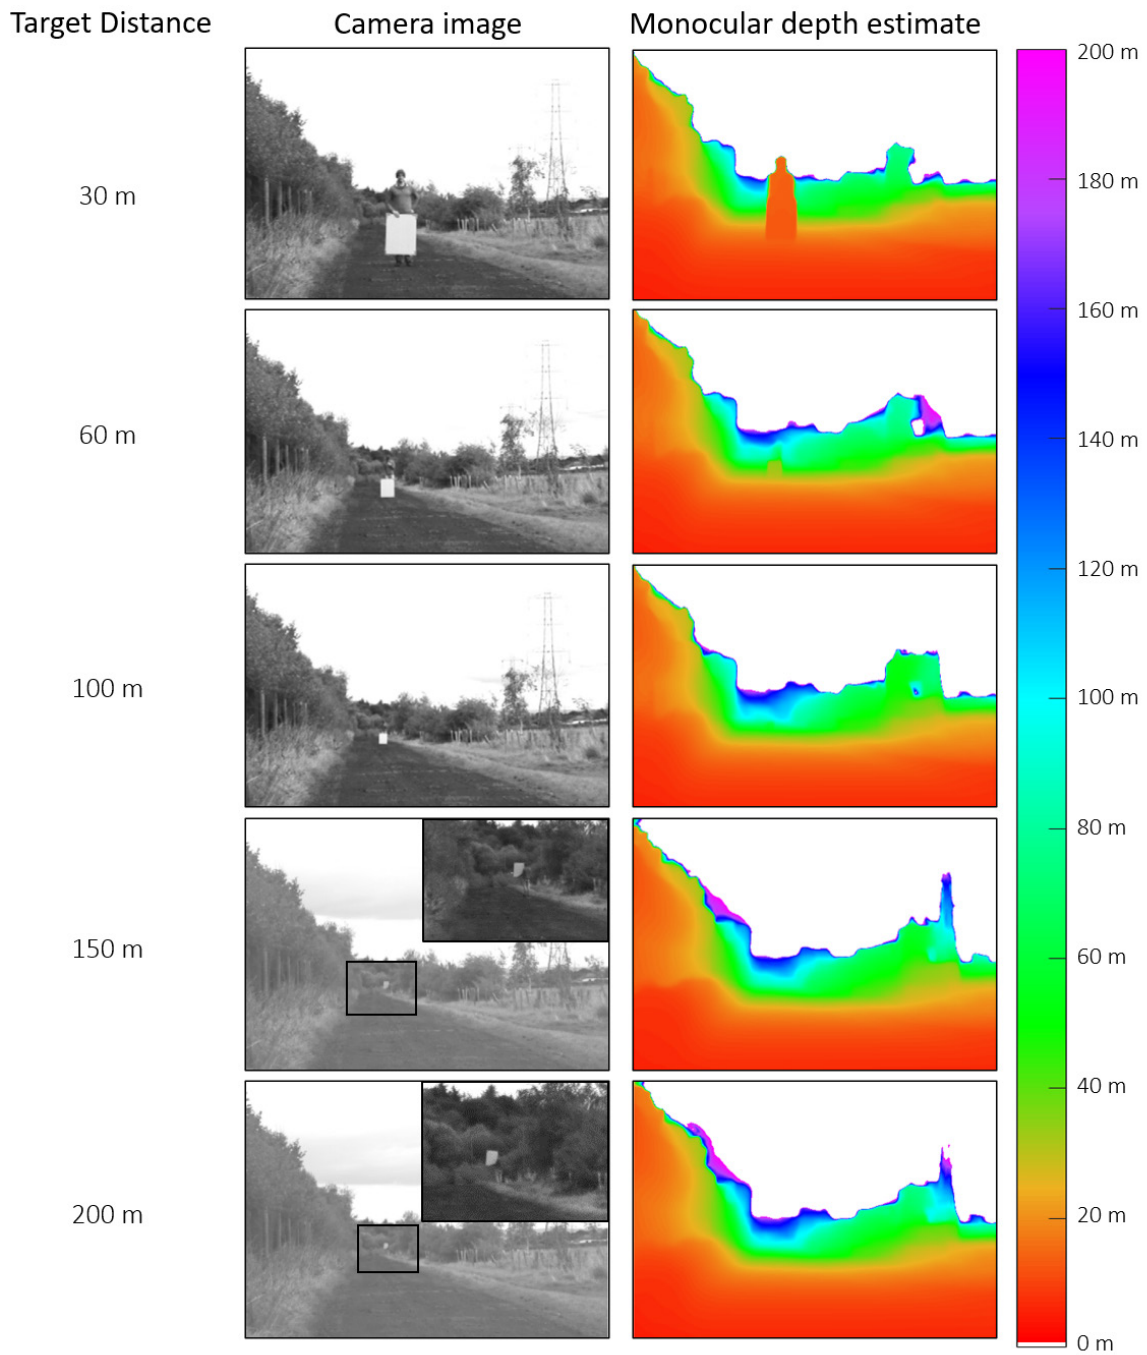 Target Distance Camera image Monocular depth estimate
200 m
180 m
30 m
160 m
60 m
140 m
120 m
100 m
100 m
80 m
150 m
60 m
40 m
200 m
20 m
0 m